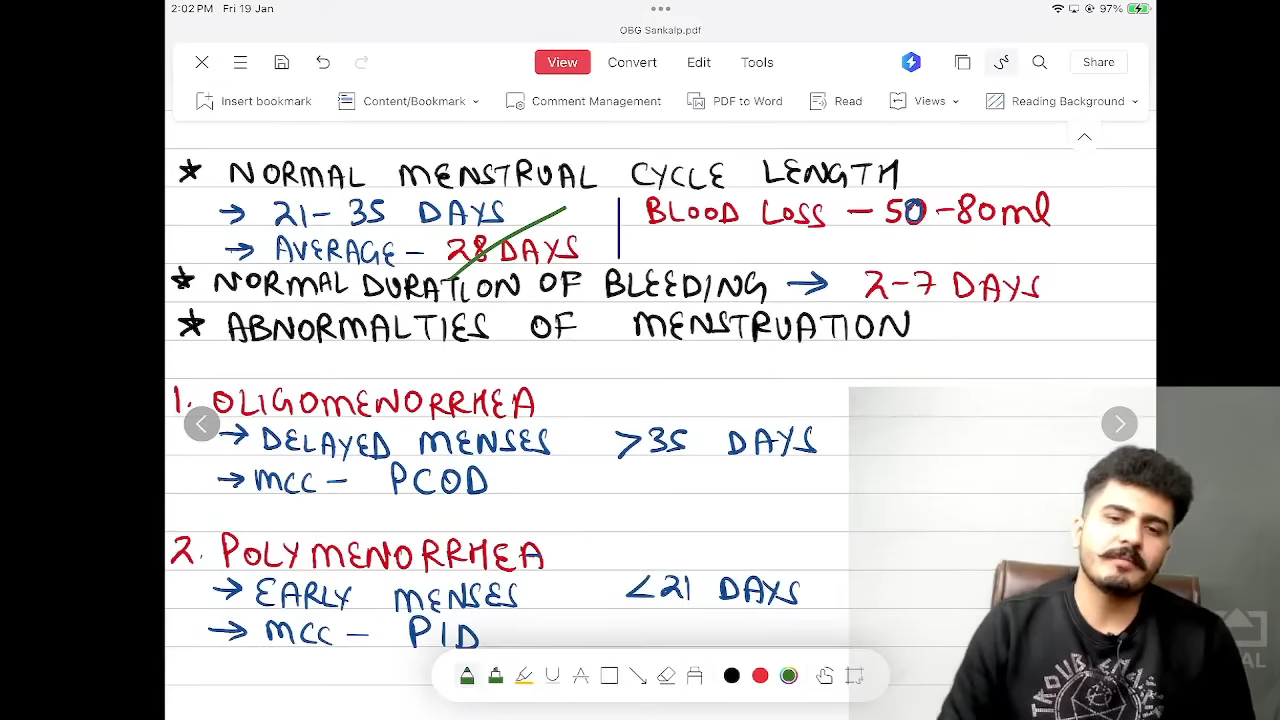 2:02 PM Fri 19 Jan
97%
OBG Sankalp.pdf
View Convert Edit Tools Share
Insert bookmark Content/Bookmark Comment Management PDF to Word Read Views Reading Background
★ NORMAL MENSTRUAL CYCLE LENGTH
→ 21-35 DAYS
BLOOD LOSS - 50-80ml
→ AVERAGE - 28 DAYS
★ NORMAL DURATION OF BLEEDING → 2-7 DAYS
★ ABNORMALTIES OF MENSTRUATION
1. OLIGOMENORRHEA
→ DELAYED MENSES >35 DAYS
→ MCC - PCOD
2. POLYMENORRHEA
→ EARLY MENSES <21 DAYS
→ MCC - PID